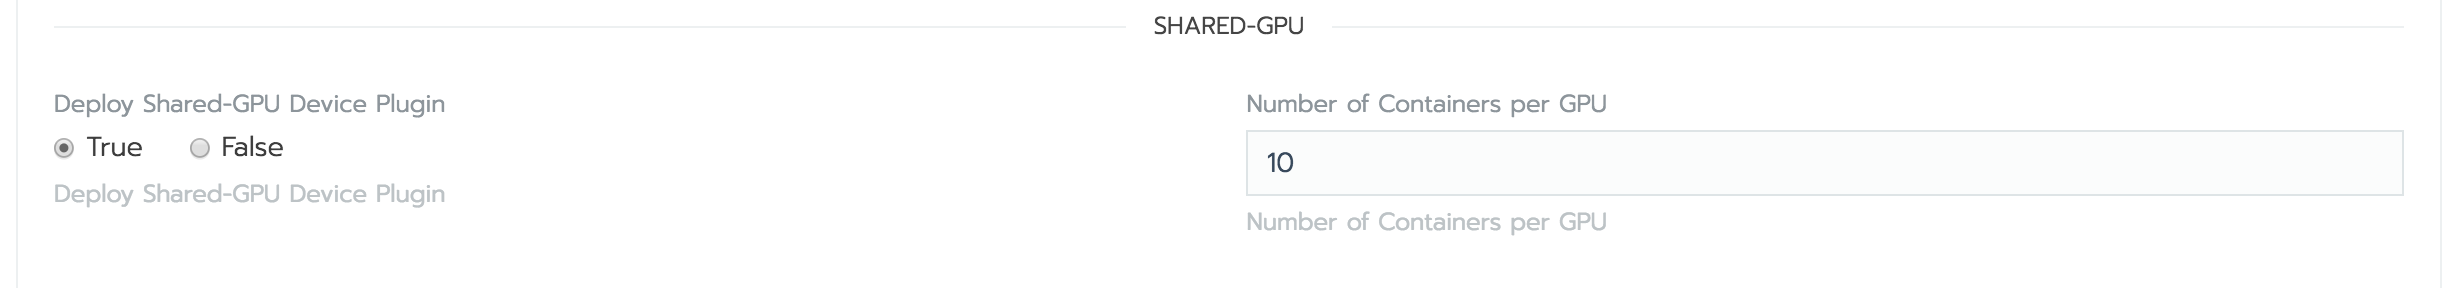 SHARED-GPU
Deploy Shared-GPU Device Plugin
True False
Deploy Shared-GPU Device Plugin
Number of Containers per GPU
10
Number of Containers per GPU